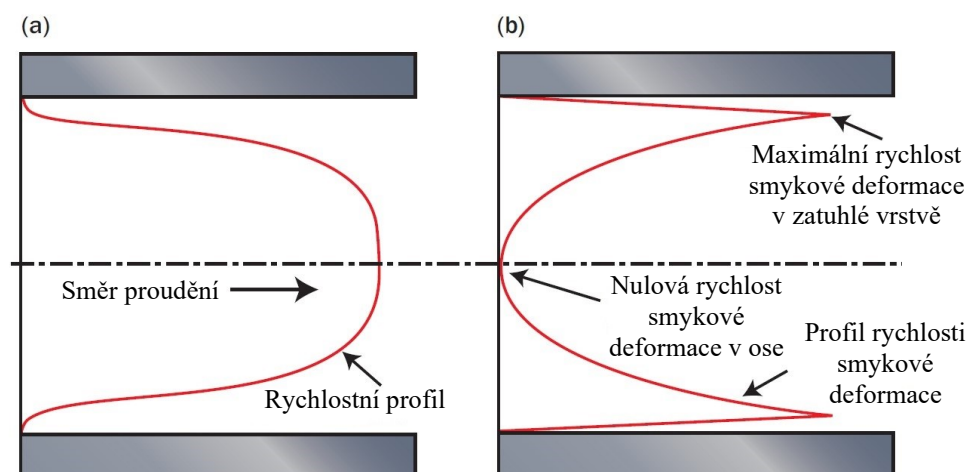 (a)
(b)
Maximální rychlost
smykové deformace
v zatuhlé vrstvě
Směr proudění
Nulová rychlost
smykové
deformace v ose
Profil rychlosti
smykové
deformace
Rychlostní profil